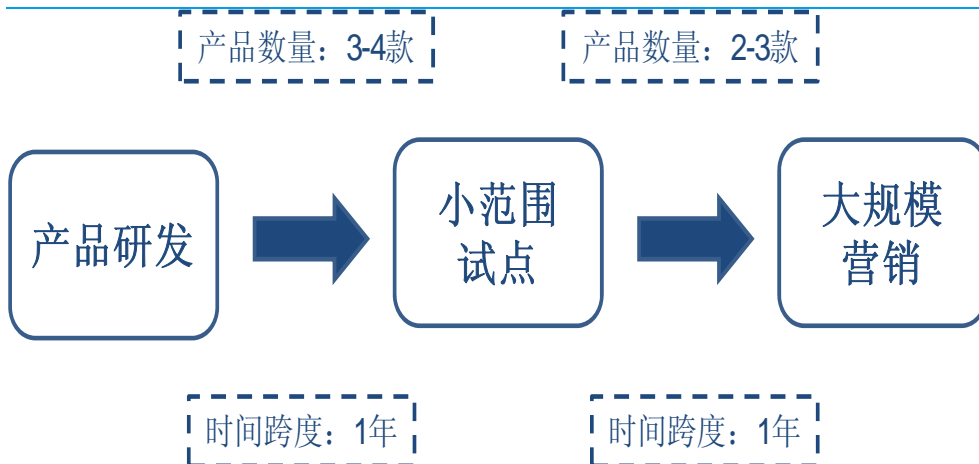 产品数量：3-4款
产品数量：2-3款
产品研发
小范围
试点
大规模
营销
时间跨度：1年
时间跨度：1年